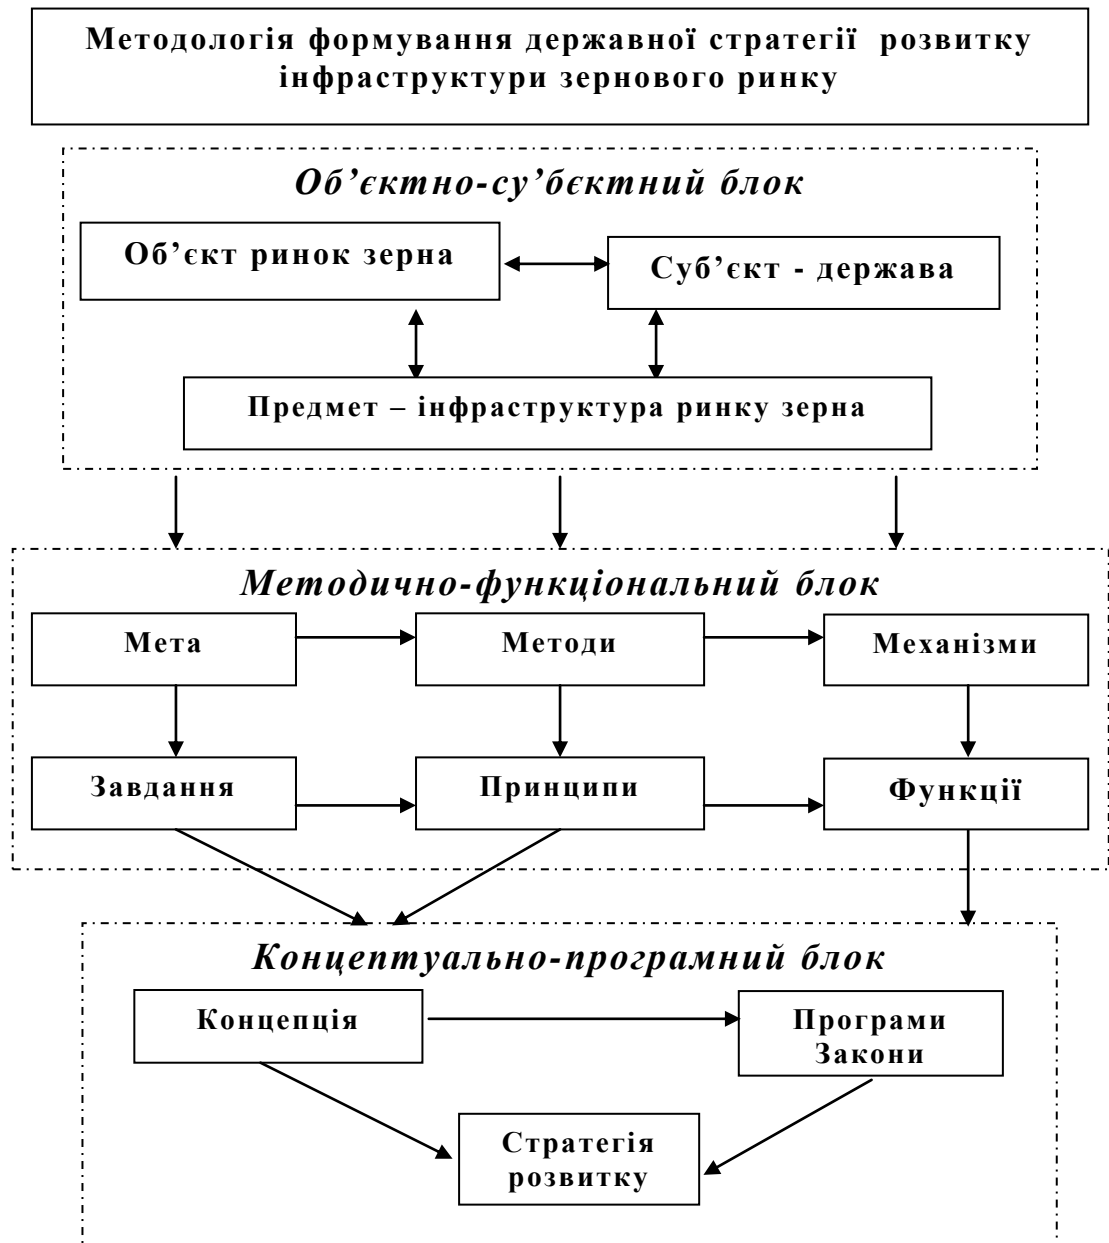 Методологія формування державної стратегії розвитку
інфраструктури зернового ринку
Об’єктно-су’бєктний блок
Об’єкт ринок зерна
Суб’єкт - держава
Предмет – інфраструктура ринку зерна
Методично-функціональний блок
Мета
Методи
Механізми
Завдання
Принципи
Функції
Концептуально-програмний блок
Концепція
Програми
Закони
Стратегія
розвитку